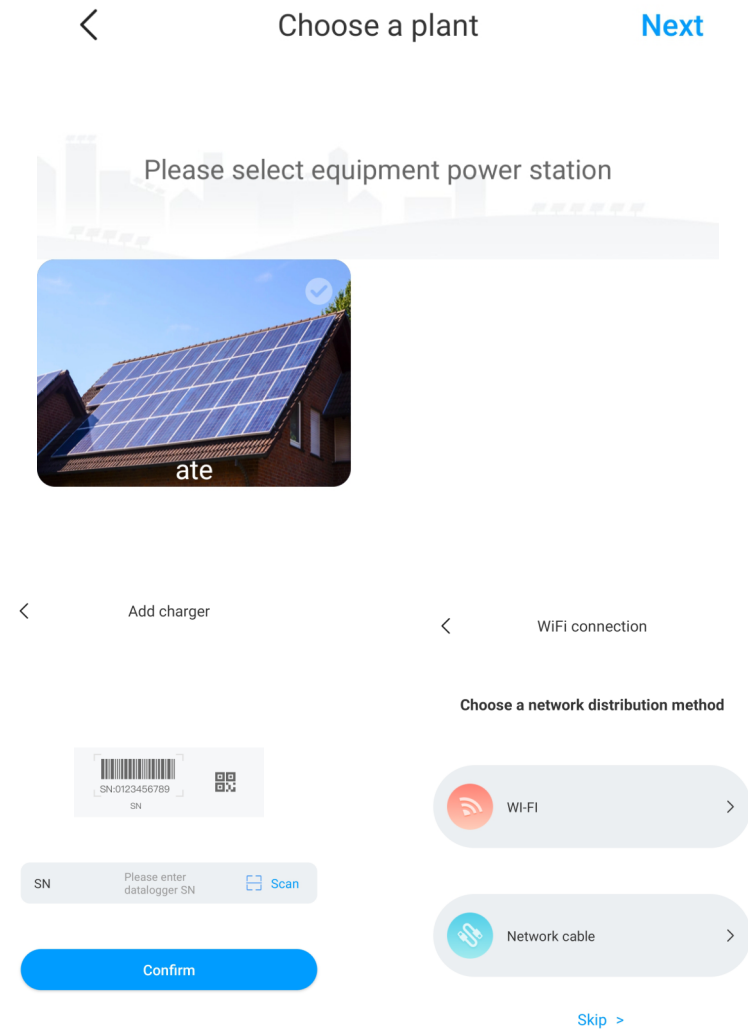 Choose a plant
Next
Please select equipment power station
ate
Add charger
SN:0123456789
SN
SN
Please enter
datalogger SN
Scan
Confirm
WiFi connection
Choose a network distribution method
WI-FI
Network cable
Skip >